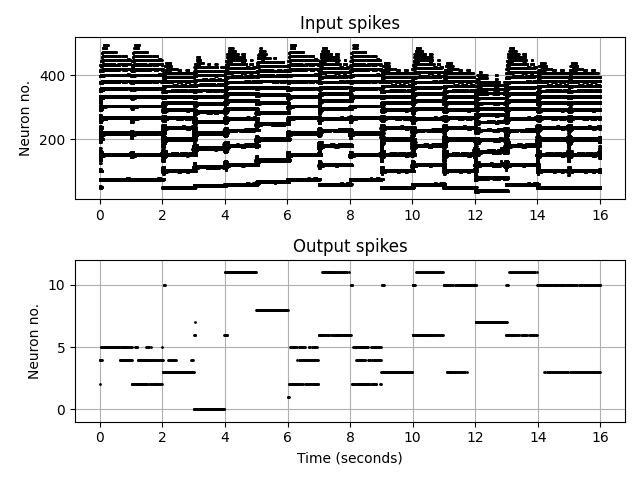 Input spikes
400
200
Neuron no.
0 2 4 6 8 10 12 14 16
Output spikes
10
5
0
Neuron no.
0 2 4 6 8 10 12 14 16
Time (seconds)